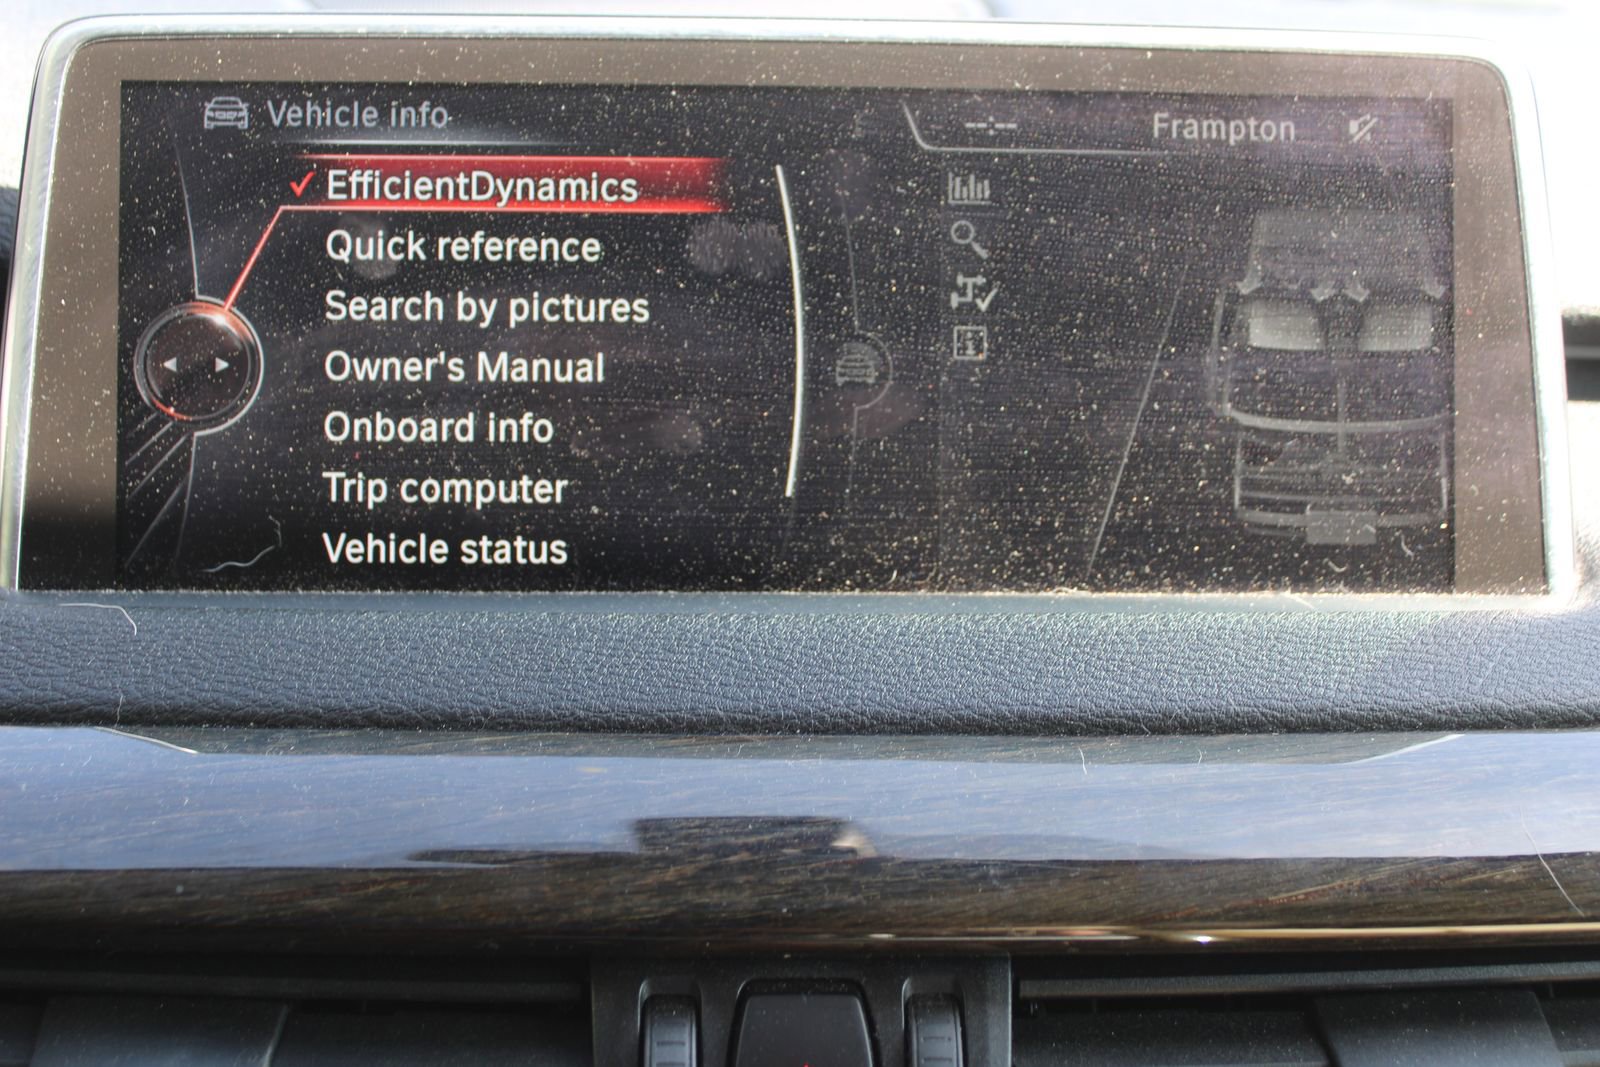 Vehicle info
--:-- Frampton
EfficientDynamics
Quick reference
Search by pictures
Owner's Manual
Onboard info
Trip computer
Vehicle status